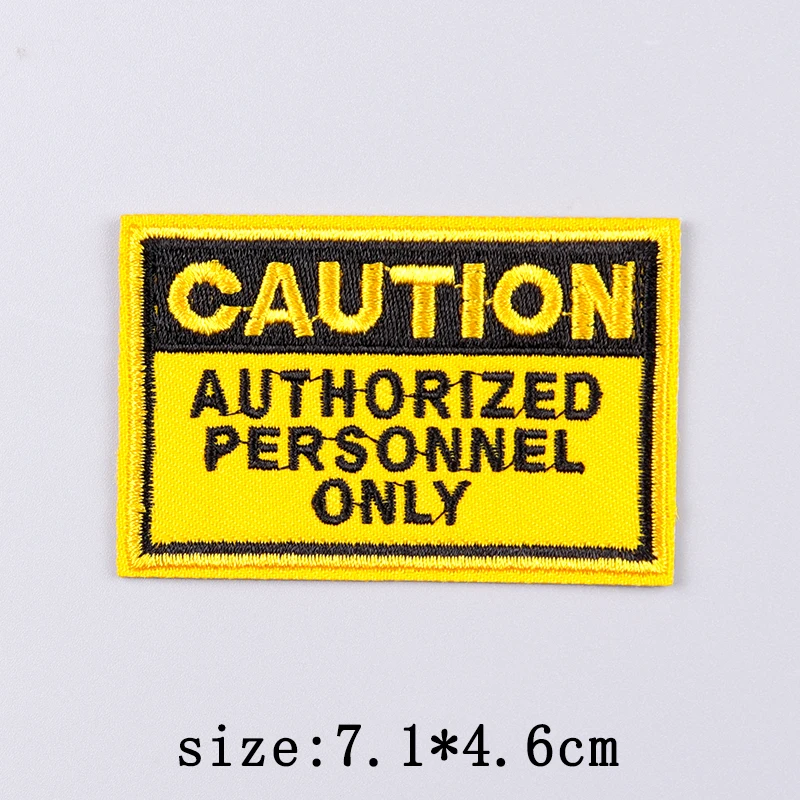 CAUTION
AUTHORIZED
PERSONNEL
ONLY
size:7.1*4.6cm